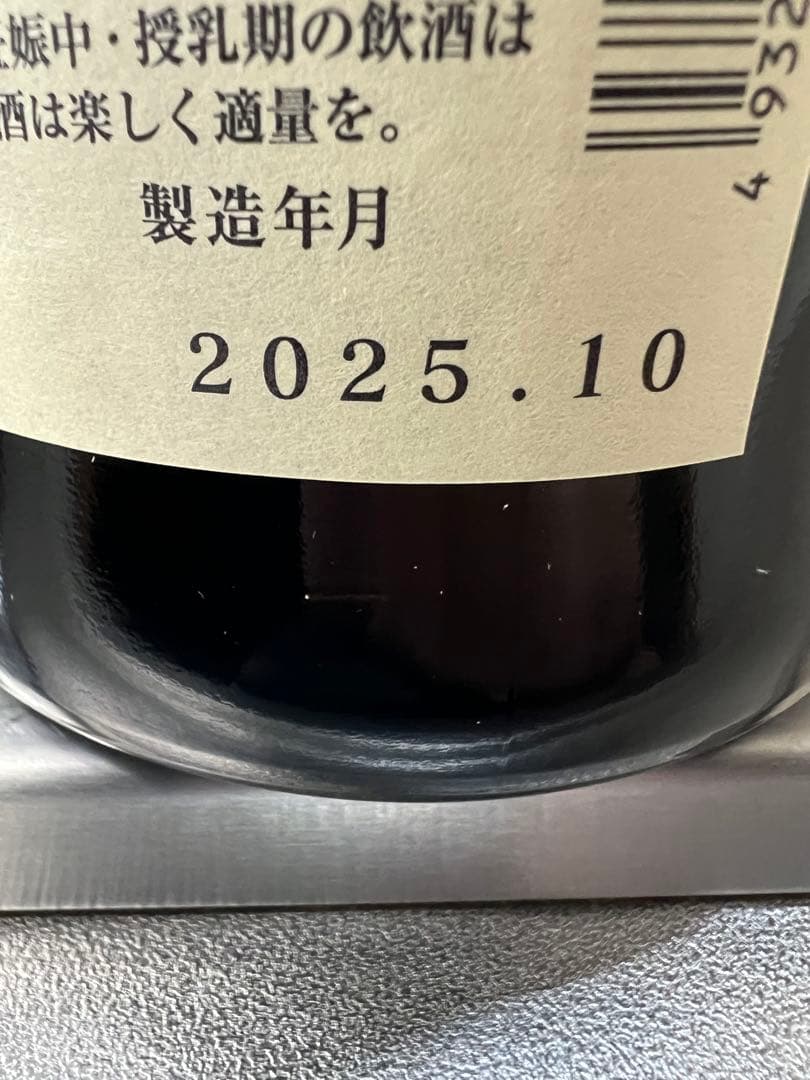 娠中・授乳期の飲酒は
酒は楽しく適量を。
製造年月
2025.10
4932